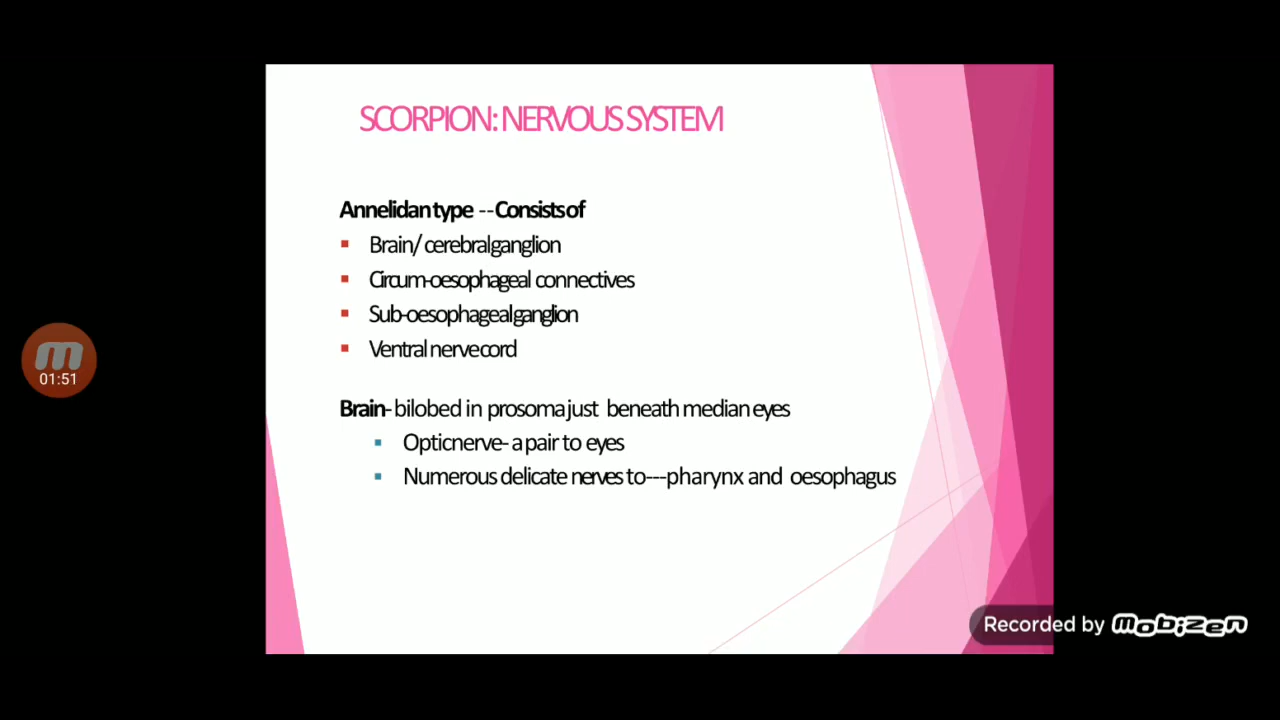 SCORPION: NERVOUS SYSTEM
Annelidan type -- Consists of
Brain/ cerebral ganglion
Circum-oesophageal connectives
Sub-oesophageal ganglion
Ventral nerve cord
Brain- bilobed in prosoma just beneath median eyes
Optic nerve- a pair to eyes
Numerous delicate nerves to---pharynx and oesophagus
m
01:51
Recorded by mobizen